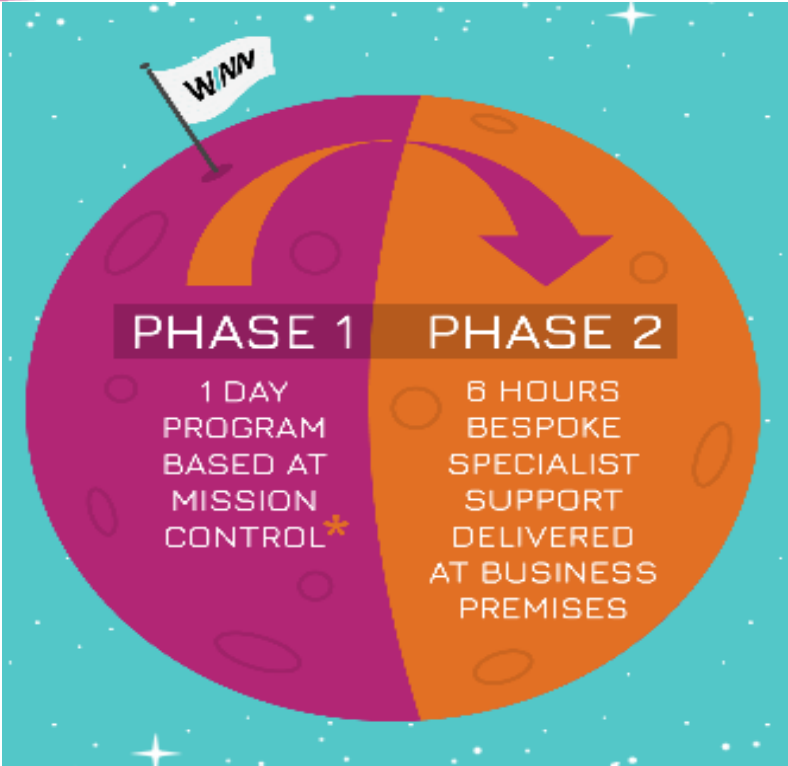 WINN
PHASE 1
1 DAY
PROGRAM
BASED AT
MISSION
CONTROL*
PHASE 2
6 HOURS
BESPOKE
SPECIALIST
SUPPORT
DELIVERED
AT BUSINESS
PREMISES